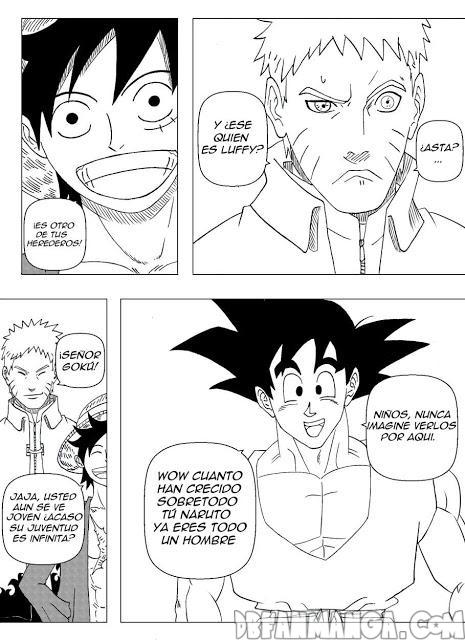 ¿ASTA?
...
Y ¿ESE
QUIEN
ES LUFFY?
¡ES OTRO
DE TUS
HEREDEROS!
¡SEÑOR
GOKÚ!
NIÑOS, NUNCA
IMAGINE VERLOS
POR AQUI.
WOW CUANTO
HAN CRECIDO
SOBRETODO
TÚ NARUTO
YA ERES TODO
UN HOMBRE
JAJA, USTED
AUN SE VE
JOVEN ¿ACASO
SU JUVENTUD
ES INFINITA?
DBFANMANGA.COM